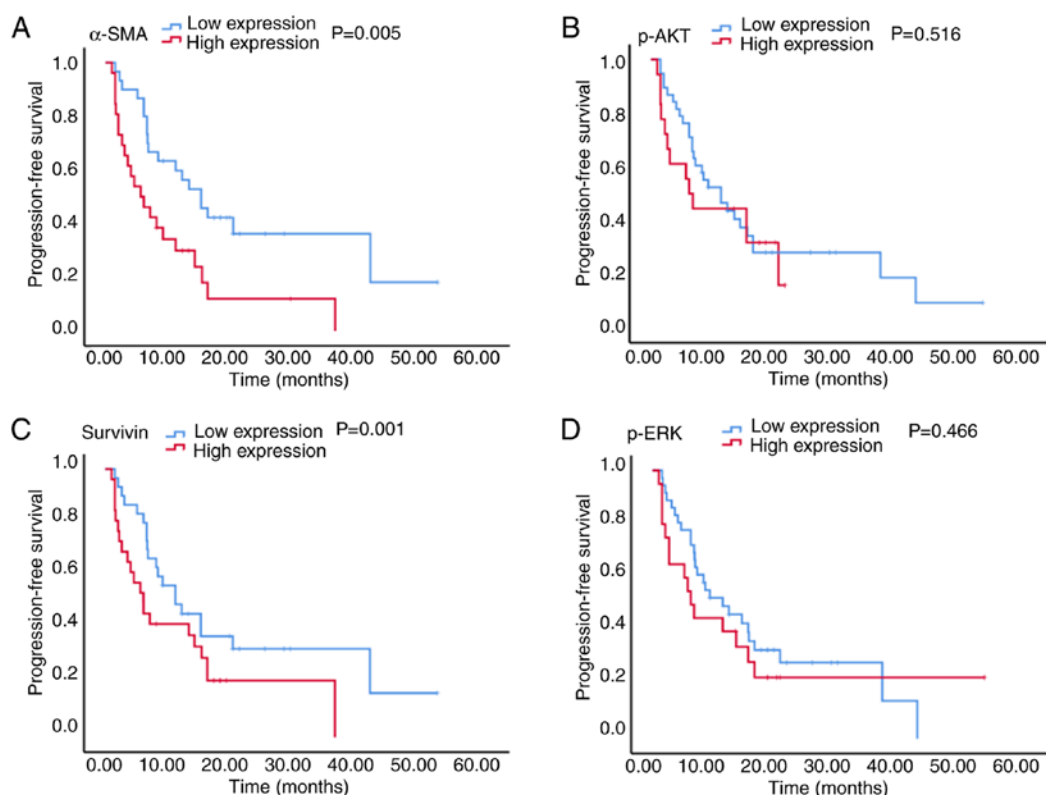 A
α-SMA
Low expression
High expression
P=0.005
Progression-free survival
1.0
0.8
0.6
0.4
0.2
0.0
0.00 10.00 20.00 30.00 40.00 50.00 60.00
Time (months)
B
p-AKT
Low expression
High expression
P=0.516
Progression-free survival
1.0
0.8
0.6
0.4
0.2
0.0
0.00 10.00 20.00 30.00 40.00 50.00 60.00
Time (months)
C
Survivin
Low expression
High expression
P=0.001
Progression-free survival
1.0
0.8
0.6
0.4
0.2
0.0
0.00 10.00 20.00 30.00 40.00 50.00 60.00
Time (months)
D
p-ERK
Low expression
High expression
P=0.466
Progression-free survival
1.0
0.8
0.6
0.4
0.2
0.0
0.00 10.00 20.00 30.00 40.00 50.00 60.00
Time (months)